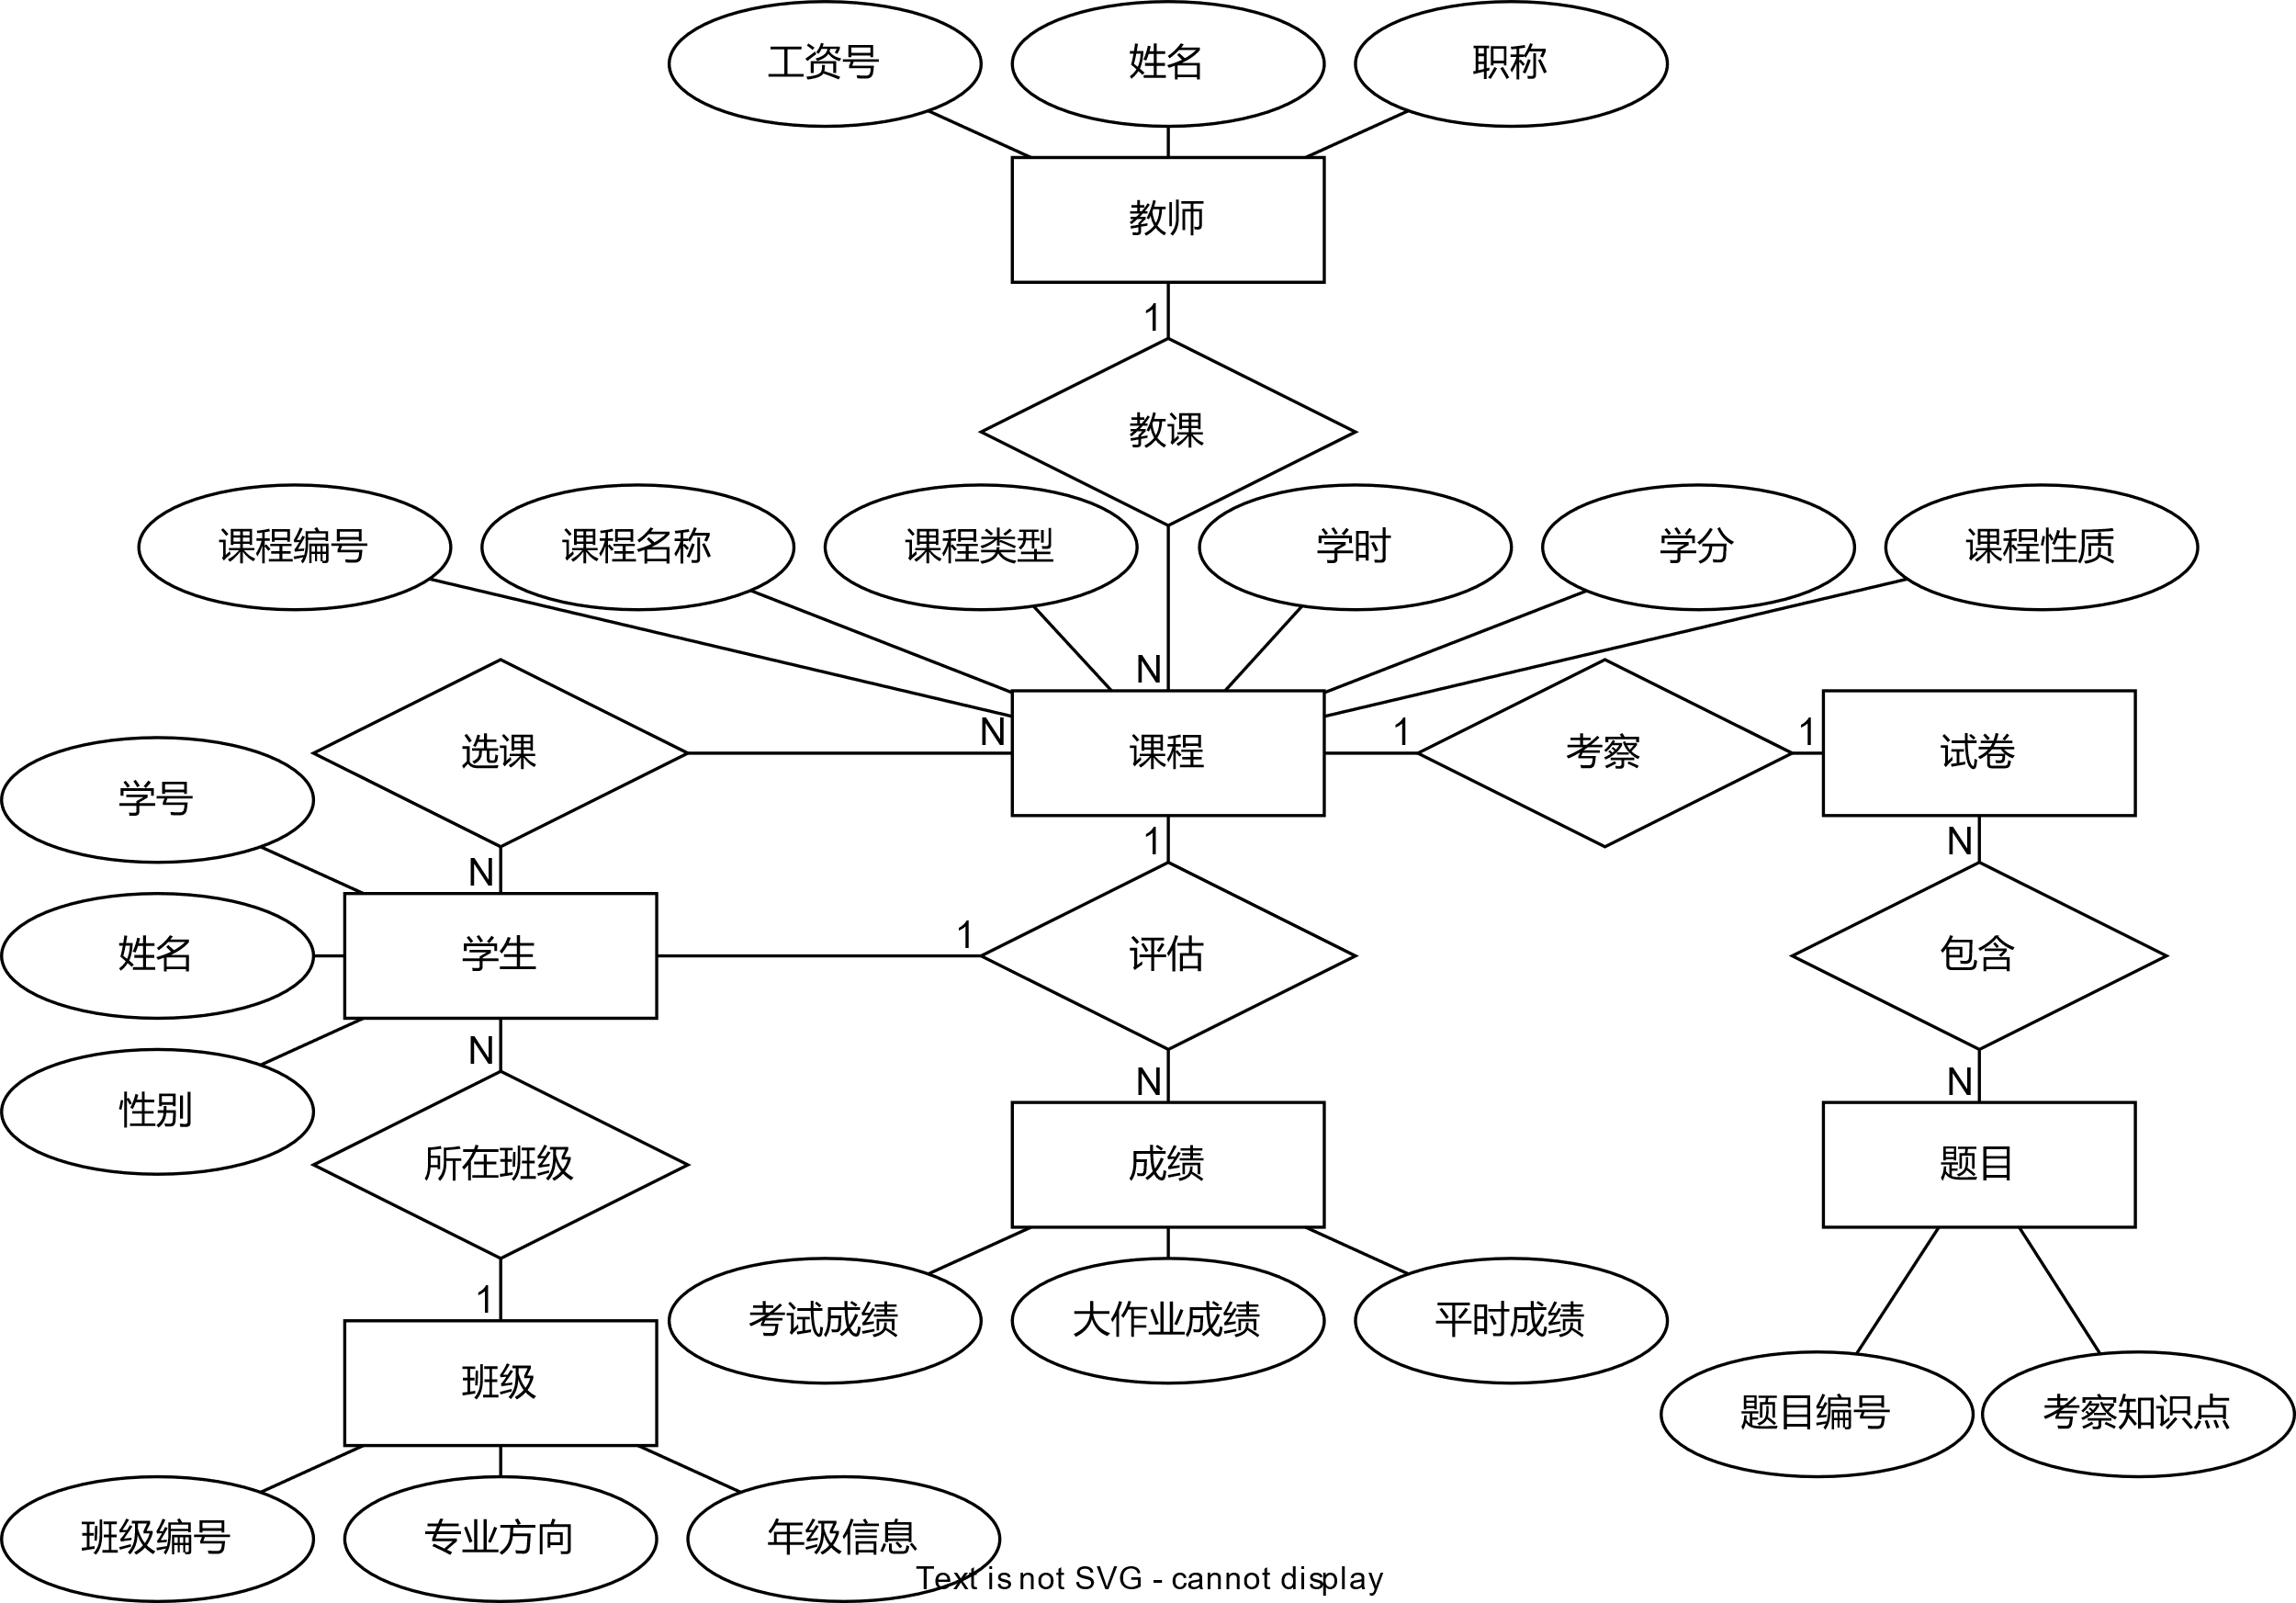 工资号
姓名
职称
教师
1
教课
课程编号
课程名称
课程类型
学时
学分
课程性质
N
选课
N
课程
1
考察
1
试卷
学号
N
1
N
姓名
学生
1
评估
包含
性别
N
N
N
所在班级
成绩
题目
1
考试成绩
大作业成绩
平时成绩
班级
题目编号
考察知识点
班级编号
专业方向
年级信息
Text is not SVG - cannot display